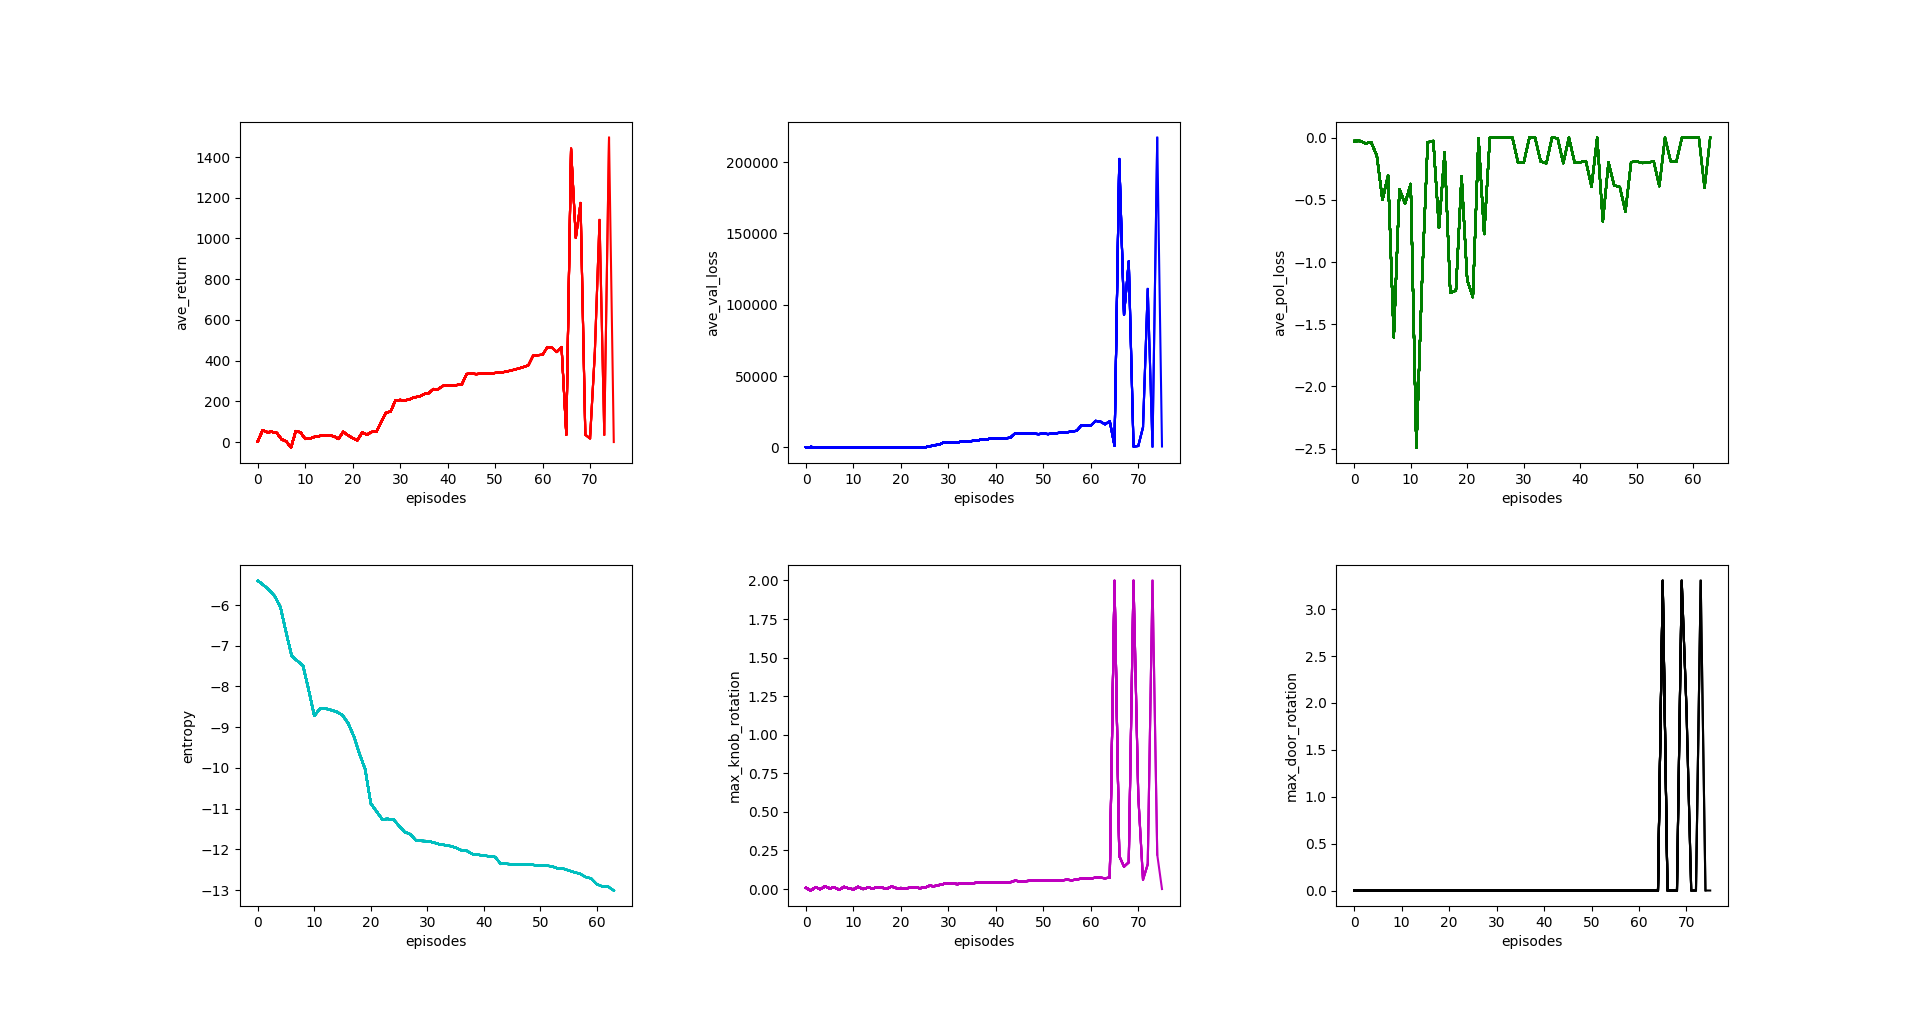 1400
1200
1000
800
600
400
200
0
ave_return
0 10 20 30 40 50 60 70
episodes
200000
150000
100000
50000
0
ave_val_loss
0 10 20 30 40 50 60 70
episodes
0.0
−0.5
−1.0
−1.5
−2.0
−2.5
ave_pol_loss
0 10 20 30 40 50 60
episodes
−6
−7
−8
−9
−10
−11
−12
−13
entropy
0 10 20 30 40 50 60
episodes
2.00
1.75
1.50
1.25
1.00
0.75
0.50
0.25
0.00
max_knob_rotation
0 10 20 30 40 50 60 70
episodes
3.0
2.5
2.0
1.5
1.0
0.5
0.0
max_door_rotation
0 10 20 30 40 50 60 70
episodes